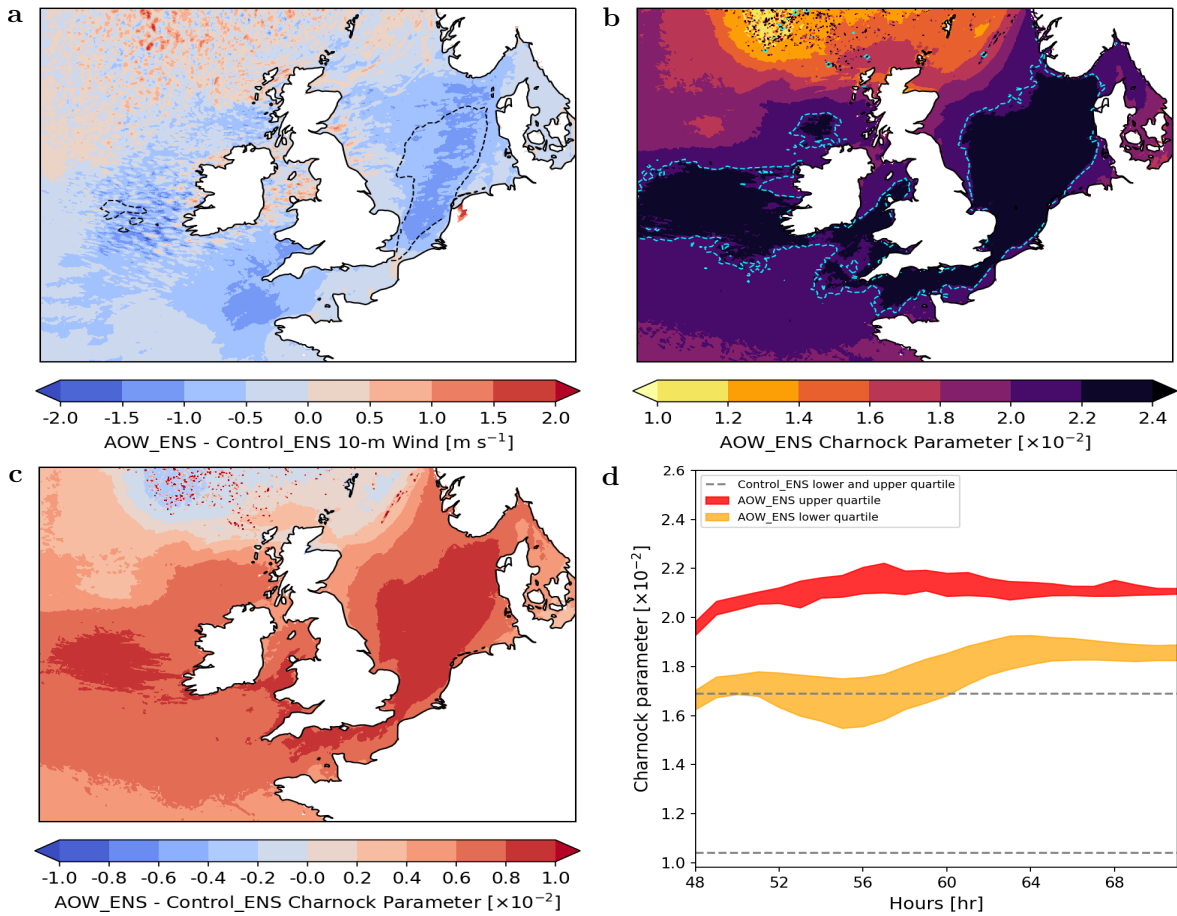 a
-2.0 -1.5 -1.0 -0.5 0.0 0.5 1.0 1.5 2.0
AOW_ENS - Control_ENS 10-m Wind [m s⁻¹]
b
1.0 1.2 1.4 1.6 1.8 2.0 2.2 2.4
AOW_ENS Charnock Parameter [×10⁻²]
c
-1.0 -0.8 -0.6 -0.4 -0.2 0.0 0.2 0.4 0.6 0.8 1.0
AOW_ENS - Control_ENS Charnock Parameter [×10⁻²]
d
Control_ENS lower and upper quartile
AOW_ENS upper quartile
AOW_ENS lower quartile
Charnock parameter [×10⁻²]
2.6
2.4
2.2
2.0
1.8
1.6
1.4
1.2
1.0
48 52 56 60 64 68
Hours [hr]